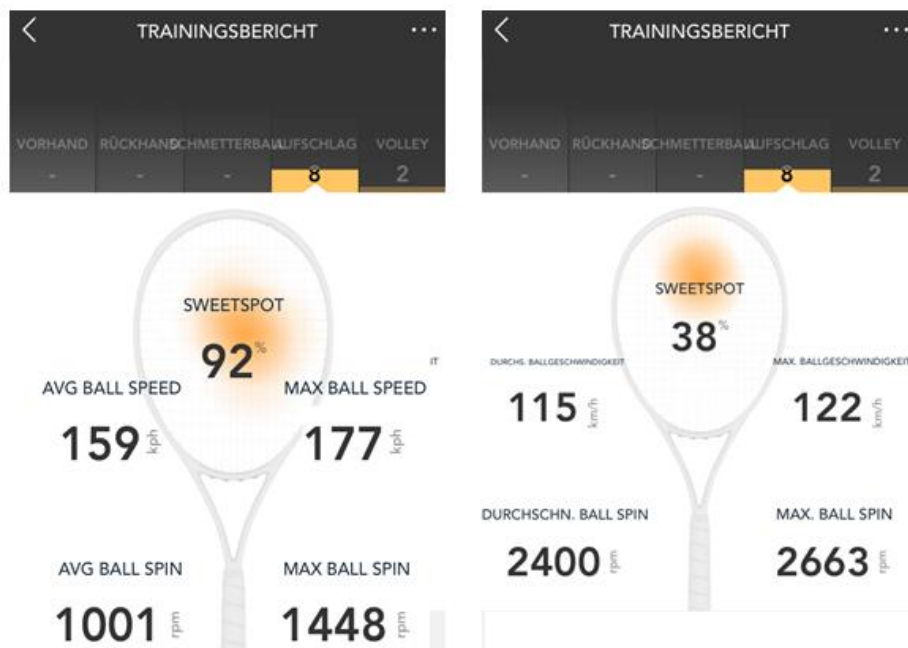 TRAININGSBERICHT ...
VORHAND RÜCKHAND SCHMETTERBALL AUFSCHLAG VOLLEY
- - - 8 2
SWEETSPOT
92 %
IT
AVG BALL SPEED MAX BALL SPEED
159 kph 177 kph
AVG BALL SPIN MAX BALL SPIN
1001 rpm 1448 rpm
TRAININGSBERICHT ...
VORHAND RÜCKHAND SCHMETTERBALL AUFSCHLAG VOLLEY
- - - 8 2
SWEETSPOT
38 %
DURCHS. BALLGESCHWINDIGKEIT MAX. BALLGESCHWINDIGKEIT
115 km/h 122 km/h
DURCHSCHN. BALL SPIN MAX. BALL SPIN
2400 rpm 2663 rpm